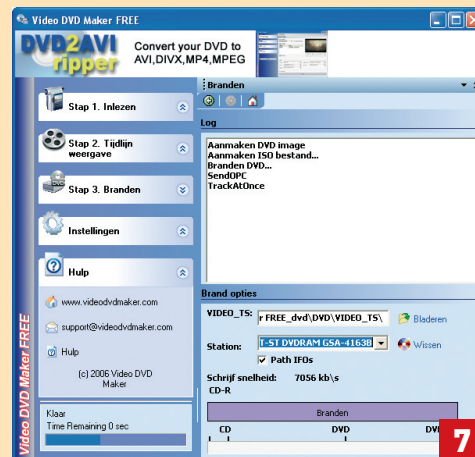 Video DVD Maker FREE
DVD2AVI
ripper
Convert your DVD to
AVI,DIVX,MP4,MPEG
Stap 1. Inlezen
Stap 2. Tijdlijn
weergave
Stap 3. Branden
Instellingen
Hulp
www.videodvdmaker.com
support@videodvdmaker.com
Hulp
(c) 2006 Video DVD
Maker
Klaar
Time Remaining 0 sec
Video DVD Maker FREE
Branden
Log
Aanmaken DVD image
Aanmaken ISO bestand...
Branden DVD...
SendOPC
TrackAtOnce
Brand opties
VIDEO_TS: r FREE_dvd\DVD\VIDEO_TS\ Bladeren
Station: T-ST DVDRAM GSA-4163B Wissen
Path IFOs
Schrijf snelheid: 7056 kb\s
CD-R
Branden
CD DVD
7